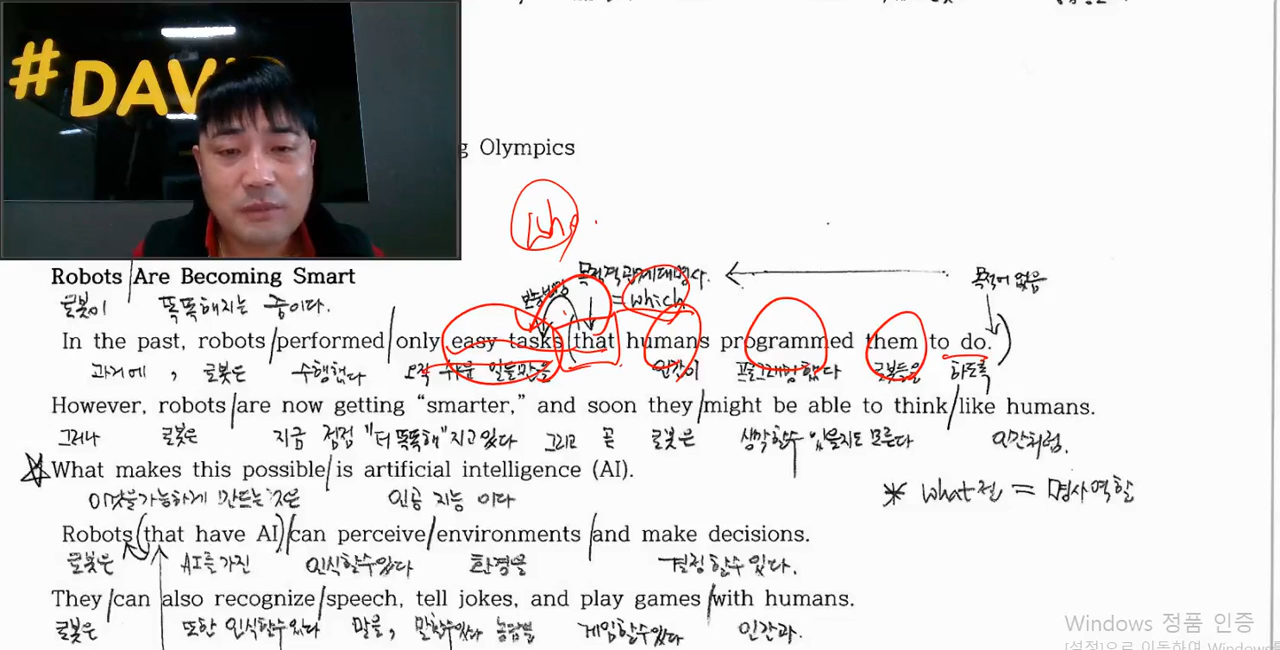 #DAVI
g Olympics
Who
목적격 관계대명사. 목적어 없음
= which
Robots Are Becoming Smart
로봇이 똑똑해지는 중이다.
In the past, robots performed only easy tasks that humans programmed them to do.
과거에, 로봇은 수행했다 오직 쉬운 일들만을 인간이 프로그래밍했다 로봇들을 하도록
However, robots are now getting “smarter,” and soon they might be able to think like humans.
그러나 로봇은 지금 점점 "더 똑똑해"지고 있다 그리고 곧 로봇은 생각할수 있을지도 모른다 인간처럼.
What makes this possible is artificial intelligence (AI).
이것을 가능하게 만드는 것은 인공 지능 이다
* what절 = 명사역할
Robots that have AI can perceive environments and make decisions.
로봇은 AI를 가진 인식할수있다 환경을 결정할수있다.
They can also recognize speech, tell jokes, and play games with humans.
로봇은 또한 인식할수있다 말을, 말할수있다 농담을 게임할수있다 인간과.
Windows 정품 인증